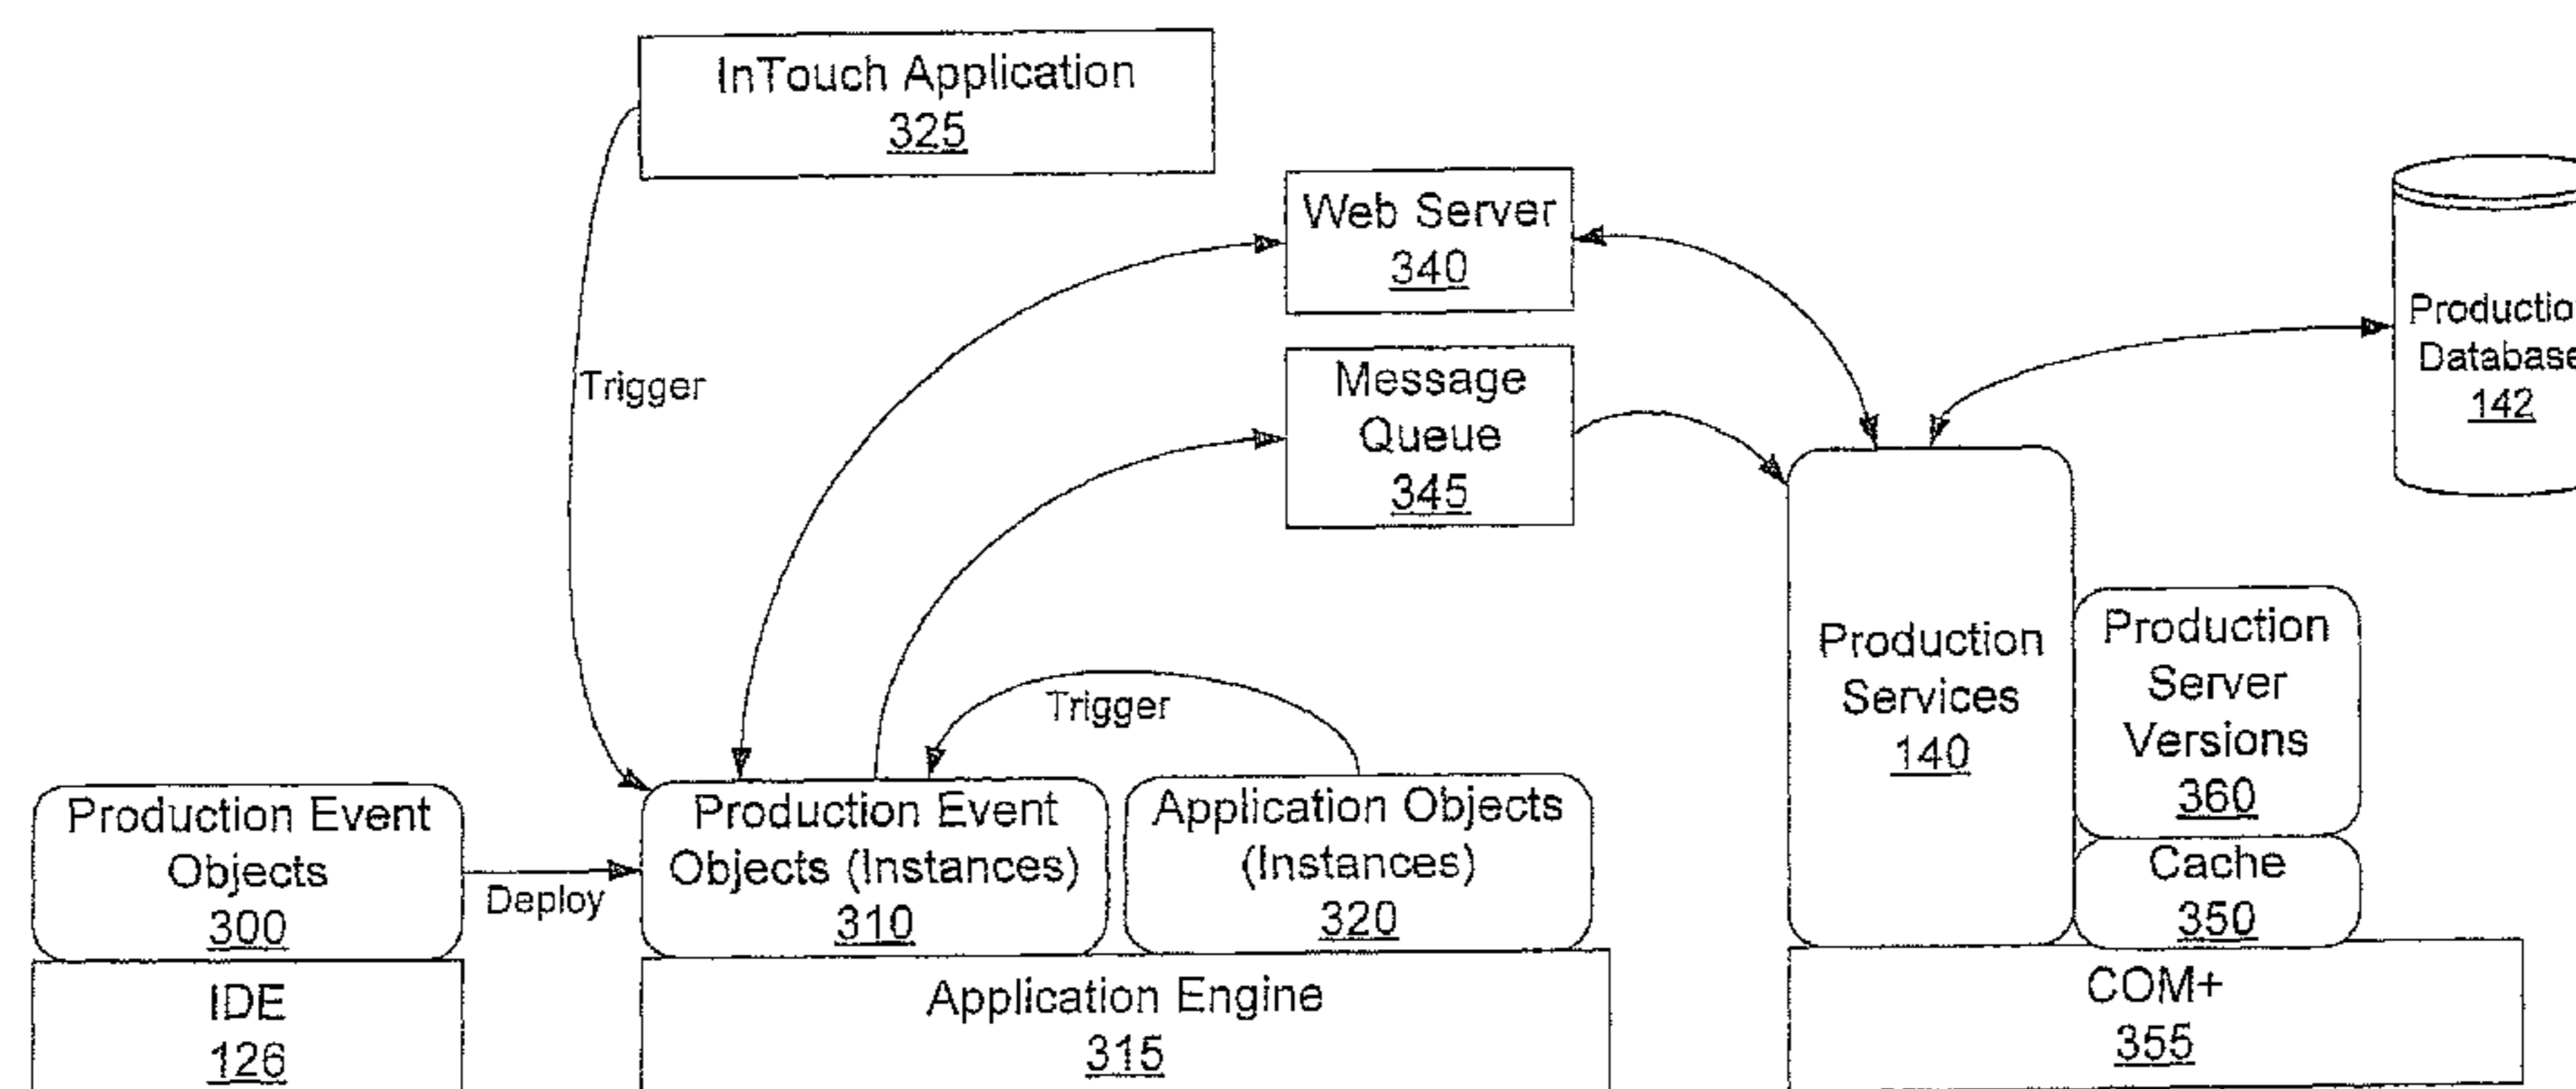 InTouch Application
325
Web Server
340
Message
Queue
345
Productio
Database
142
Trigger
Trigger
Production
Services
140
Production
Server
Versions
360
Cache
350
Production Event
Objects
300
Deploy
Production Event
Objects (Instances)
310
Application Objects
(Instances)
320
IDE
126
Application Engine
315
COM+
355